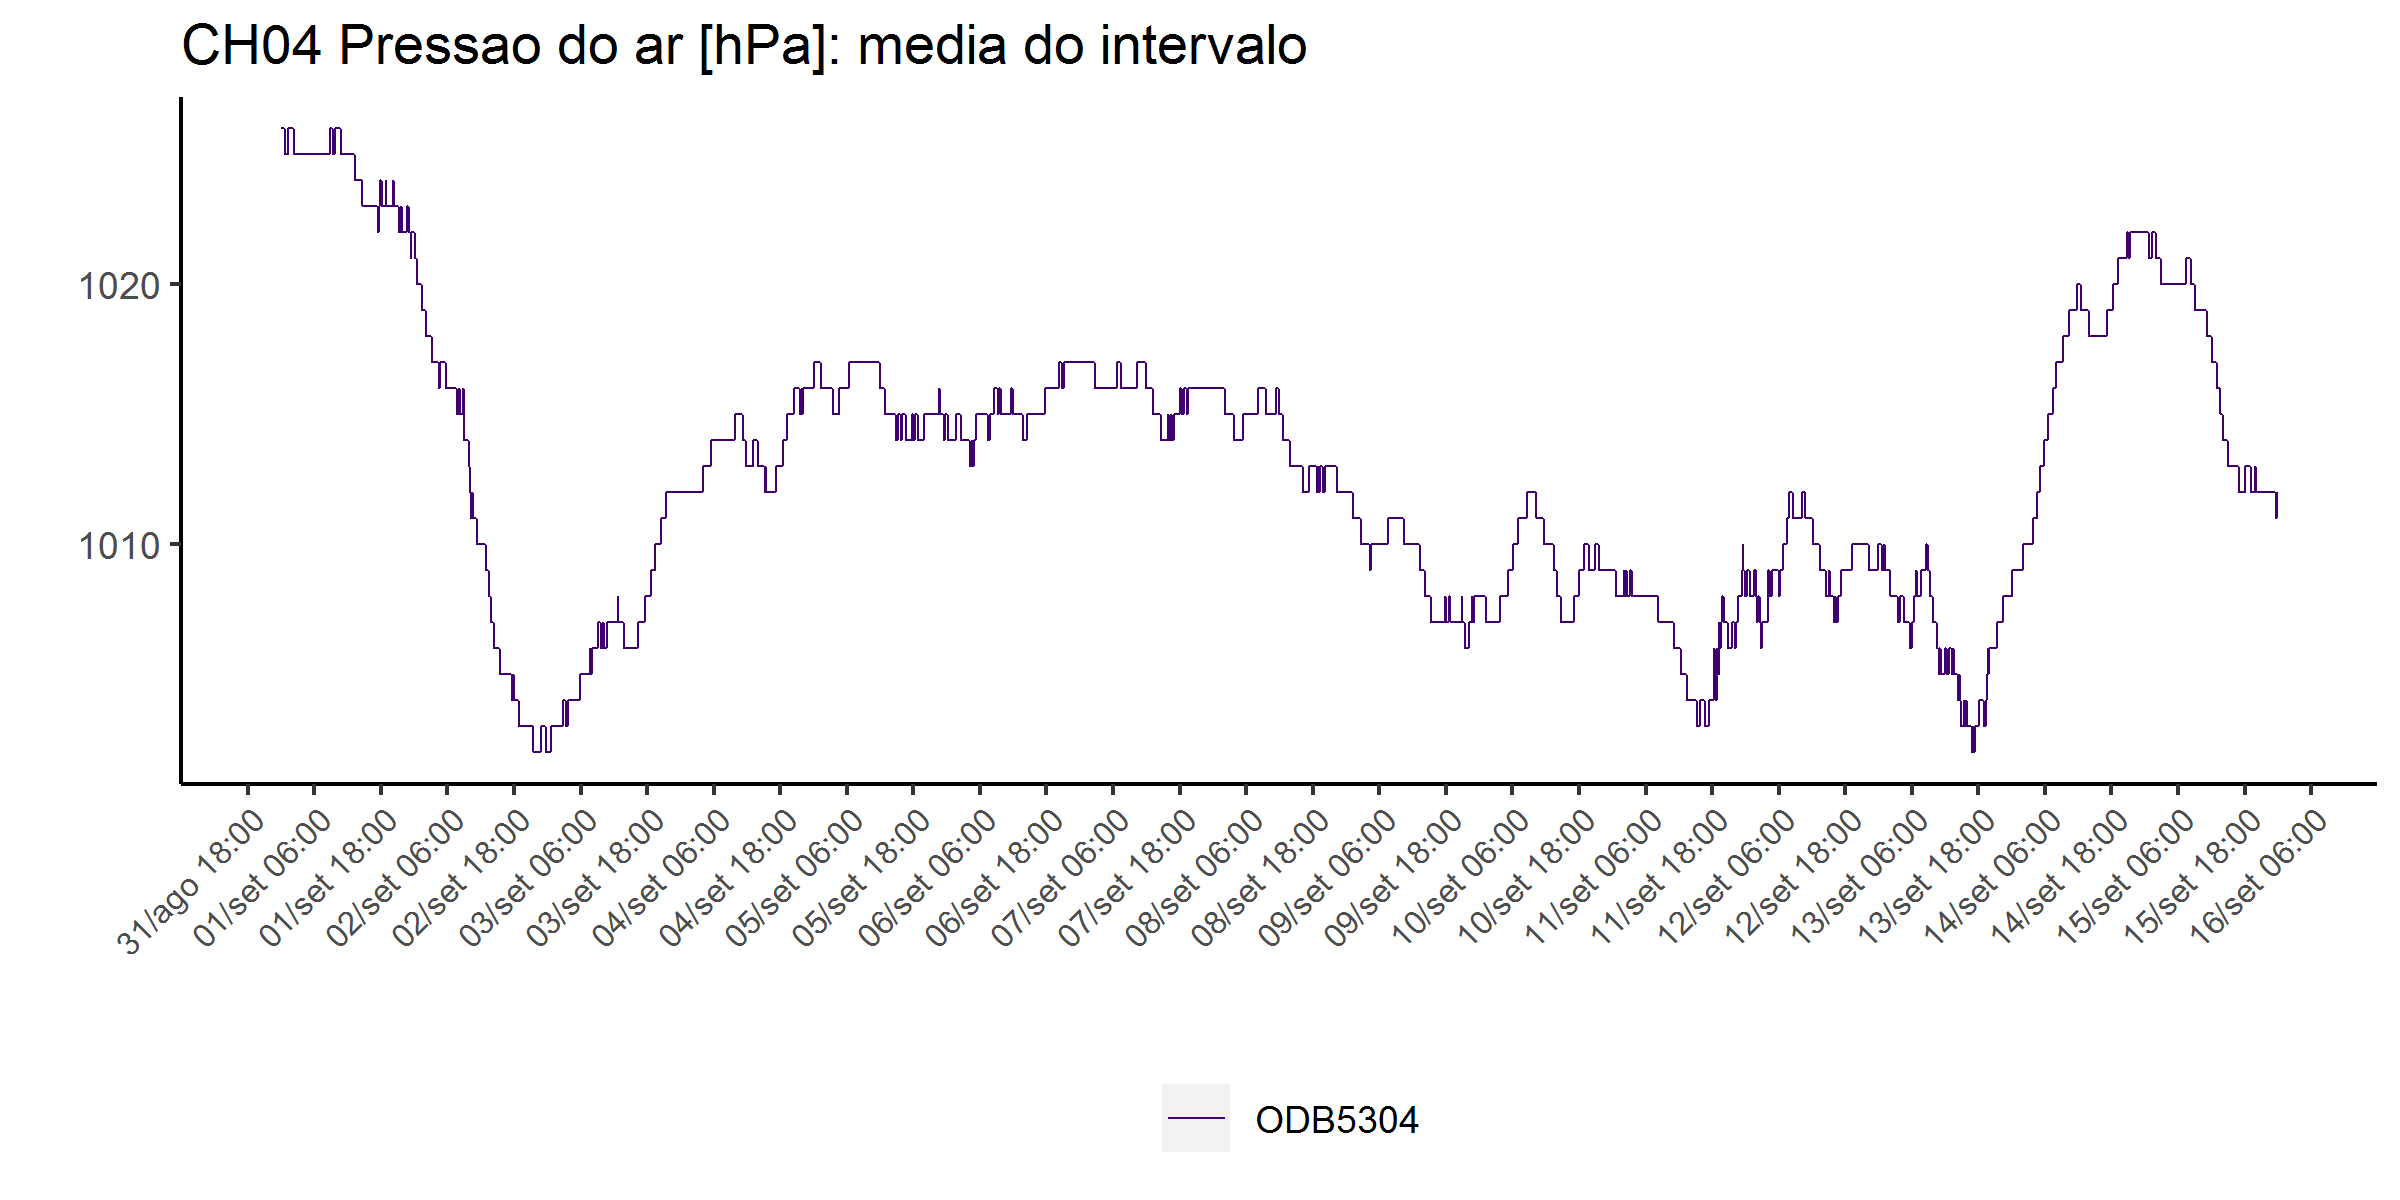 CH04 Pressao do ar [hPa]: media do intervalo
1020
1010
31/ago 18:00
01/set 06:00
01/set 18:00
02/set 06:00
02/set 18:00
03/set 06:00
03/set 18:00
04/set 06:00
04/set 18:00
05/set 06:00
05/set 18:00
06/set 06:00
06/set 18:00
07/set 06:00
07/set 18:00
08/set 06:00
08/set 18:00
09/set 06:00
09/set 18:00
10/set 06:00
10/set 18:00
11/set 06:00
11/set 18:00
12/set 06:00
12/set 18:00
13/set 06:00
13/set 18:00
14/set 06:00
14/set 18:00
15/set 06:00
15/set 18:00
16/set 06:00
ODB5304